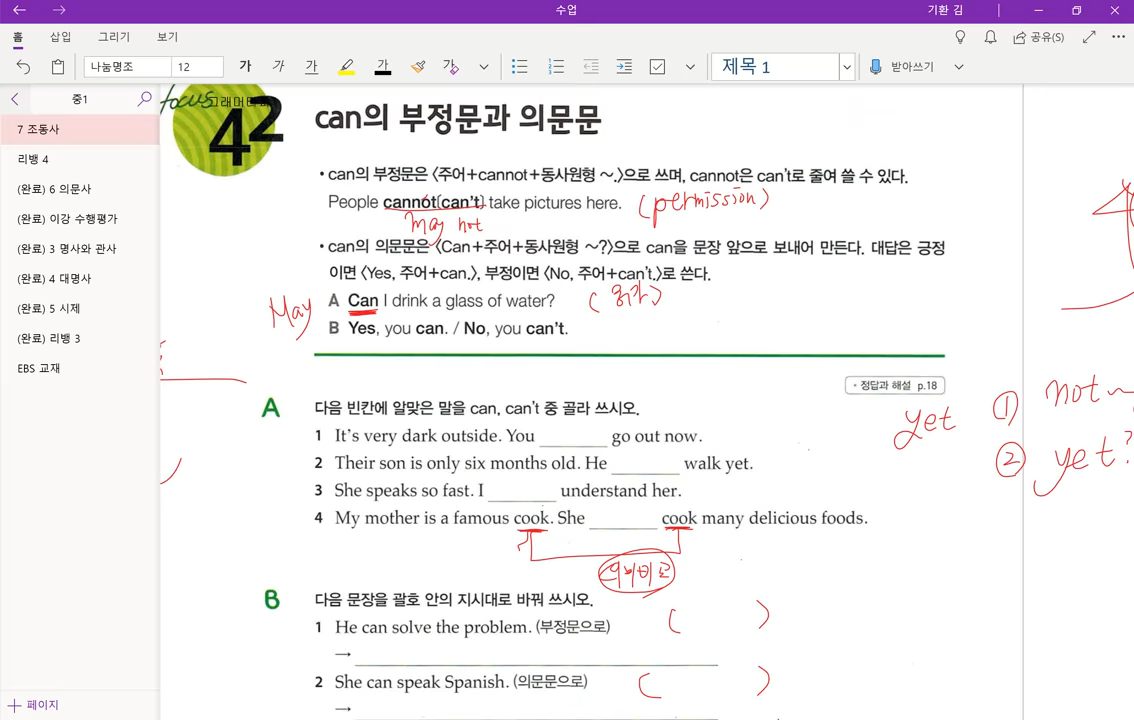 수업
기환 김
홈 삽입 그리기 보기
공유(S)
나눔명조 12 가 가 가 가 제목 1 받아쓰기
중1
7 조동사
리뱅 4
(완료) 6 의문사
(완료) 이강 수행평가
(완료) 3 명사와 관사
(완료) 4 대명사
(완료) 5 시제
(완료) 리뱅 3
EBS 교재
페이지
focus
42 can의 부정문과 의문문
•can의 부정문은 〈주어+cannot+동사원형 ~.〉으로 쓰며, cannot은 can't로 줄여 쓸 수 있다.
People cannot[can't] take pictures here. (permission)
may not
•can의 의문문은 〈Can+주어+동사원형 ~?〉으로 can을 문장 앞으로 보내어 만든다. 대답은 긍정
이면 〈Yes, 주어+can.〉, 부정이면 〈No, 주어+can't.〉로 쓴다.
May A Can I drink a glass of water? (허가)
B Yes, you can. / No, you can't.
•정답과 해설 p.18
A 다음 빈칸에 알맞은 말을 can, can't 중 골라 쓰시오.
yet ① not~
② yet?
1 It's very dark outside. You ________ go out now.
2 Their son is only six months old. He ________ walk yet.
3 She speaks so fast. I ________ understand her.
4 My mother is a famous cook. She ________ cook many delicious foods.
B 다음 문장을 괄호 안의 지시대로 바꿔 쓰시오.
1 He can solve the problem. (부정문으로) ( )
→ ________
2 She can speak Spanish. (의문문으로) ( )
→ ________